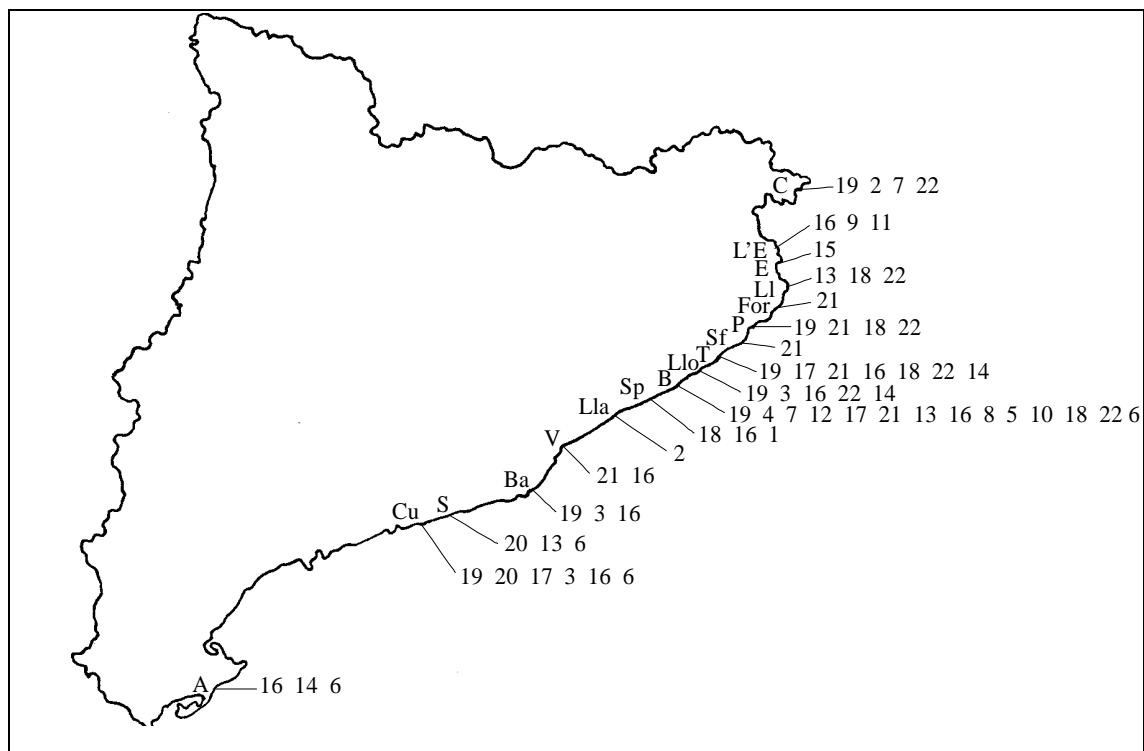 C 19 2 7 22
16 9 11
L'E
15
E
13 18 22
Ll
21
For
19 21 18 22
P
Sf
21
T
19 17 21 16 18 22 14
Llo
19 3 16 22 14
B
19 4 7 12 17 21 13 16 8 5 10 18 22 6
Sp
18 16 1
Lla
2
V
21 16
Ba
19 3 16
S
20 13 6
Cu
19 20 17 3 16 6
A 16 14 6